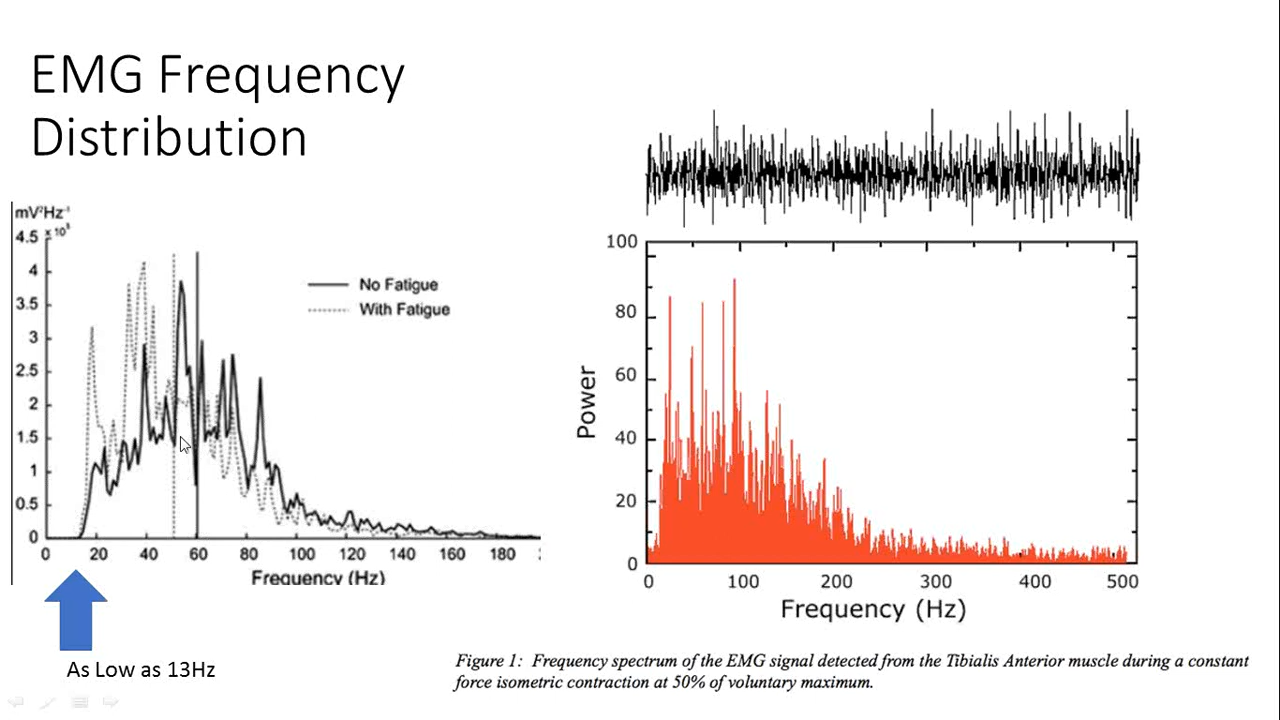 EMG Frequency
Distribution
mV²Hz⁻¹
4.5
4
3.5
3
2.5
2
1.5
1
0.5
0
No Fatigue
With Fatigue
0 20 40 60 80 100 120 140 160 180
Frequency (Hz)
As Low as 13Hz
100
80
60
40
20
0
Power
0 100 200 300 400 500
Frequency (Hz)
Figure 1: Frequency spectrum of the EMG signal detected from the Tibialis Anterior muscle during a constant
force isometric contraction at 50% of voluntary maximum.